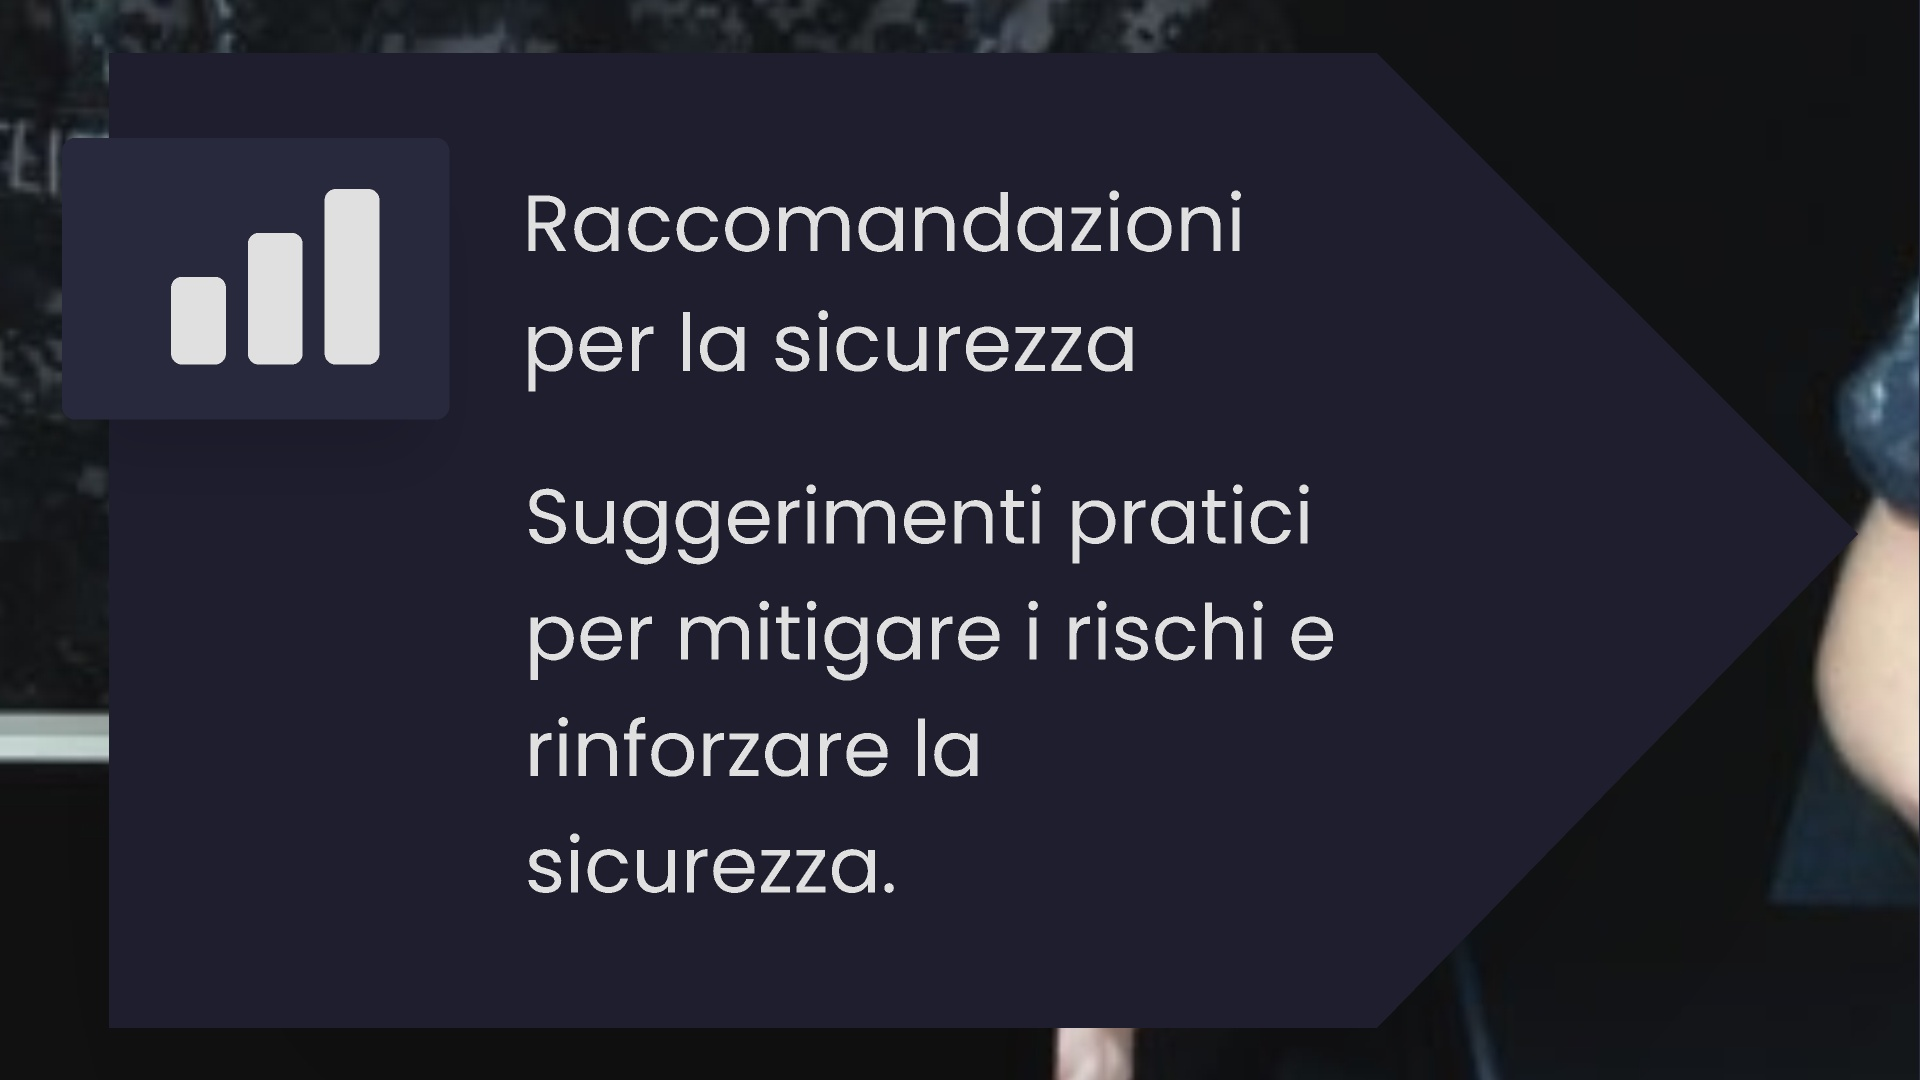 Raccomandazioni
per la sicurezza
Suggerimenti pratici
per mitigare i rischi e
rinforzare la
sicurezza.